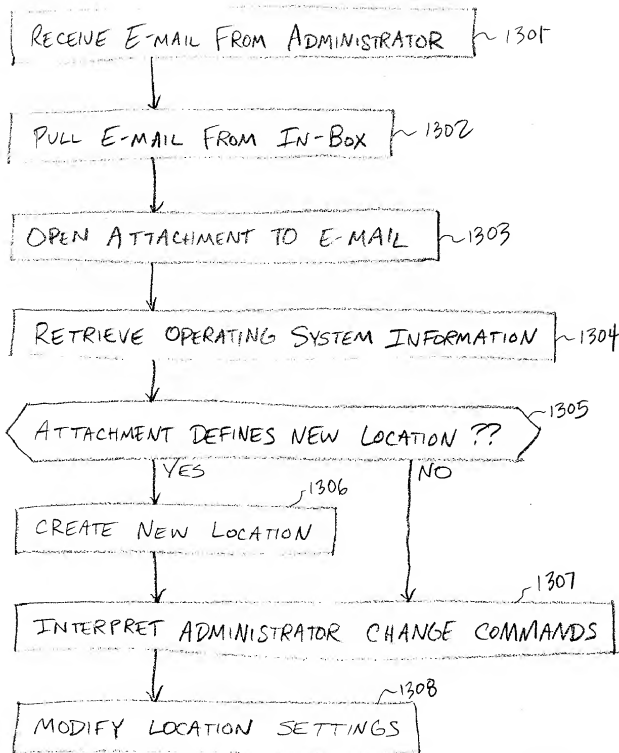 RECEIVE E-MAIL FROM ADMINISTRATOR 1301
PULL E-MAIL FROM IN-BOX 1302
OPEN ATTACHMENT TO E-MAIL 1303
RETRIEVE OPERATING SYSTEM INFORMATION 1304
1305
ATTACHMENT DEFINES NEW LOCATION ??
YES NO
1306
CREATE NEW LOCATION
1307
INTERPRET ADMINISTRATOR CHANGE COMMANDS
1308
MODIFY LOCATION SETTINGS